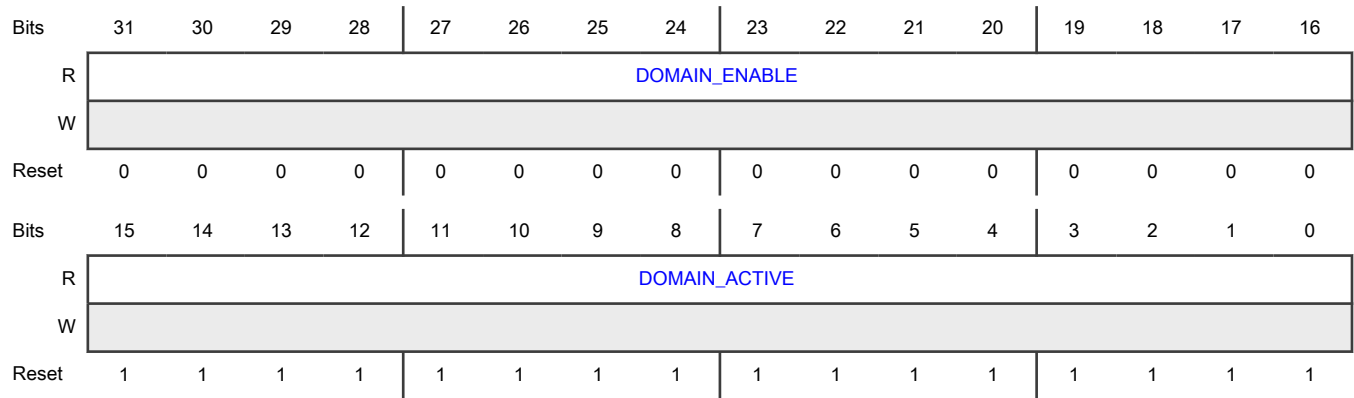 Bits 31 30 29 28 27 26 25 24 23 22 21 20 19 18 17 16
R DOMAIN_ENABLE
W
Reset 0 0 0 0 0 0 0 0 0 0 0 0 0 0 0 0
Bits 15 14 13 12 11 10 9 8 7 6 5 4 3 2 1 0
R DOMAIN_ACTIVE
W
Reset 1 1 1 1 1 1 1 1 1 1 1 1 1 1 1 1